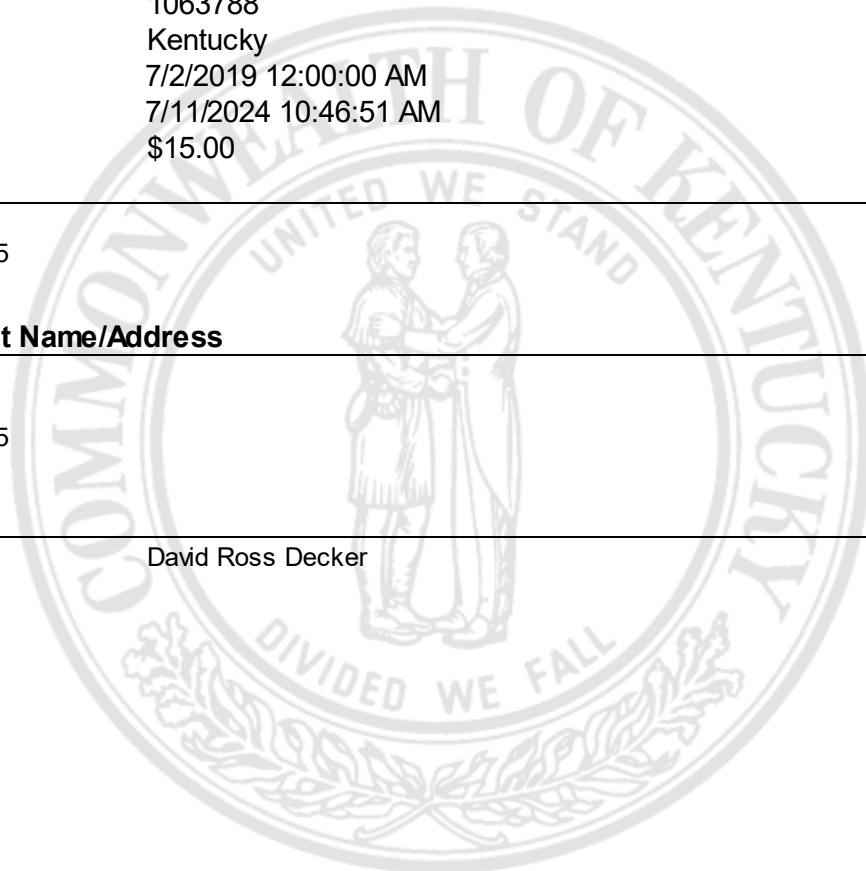 1063788
Kentucky
7/2/2019 12:00:00 AM
7/11/2024 10:46:51 AM
$15.00
5
t Name/Address
5
David Ross Decker
COMMONWEALTH OF KENTUCKY
UNITED WE STAND
DIVIDED WE FALL